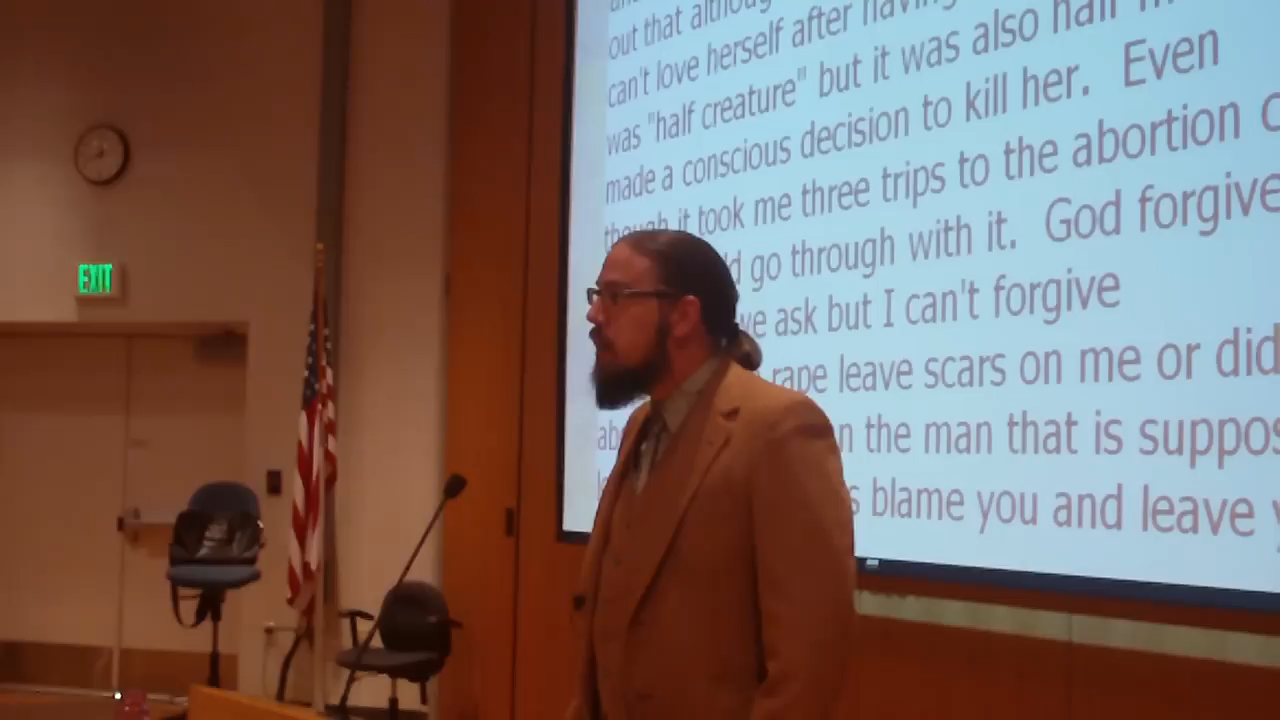 out that although
can't love herself after having
was "half creature" but it was also half
made a conscious decision to kill her. Even
though it took me three trips to the abortion
go through with it. God forgive
ask but I can't forgive
rape leave scars on me or did
n the man that is suppos
s blame you and leave
EXIT